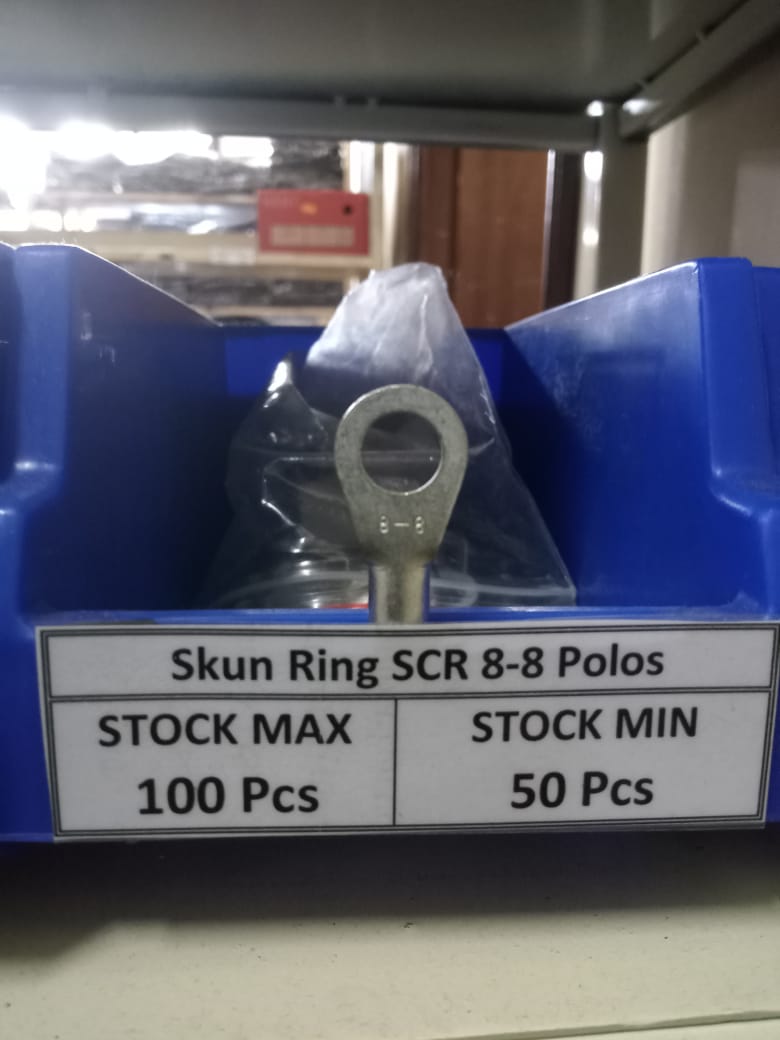 8-8
Skun Ring SCR 8-8 Polos
STOCK MAX
STOCK MIN
100 Pcs
50 Pcs